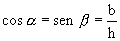 cos α = sen β = b/h